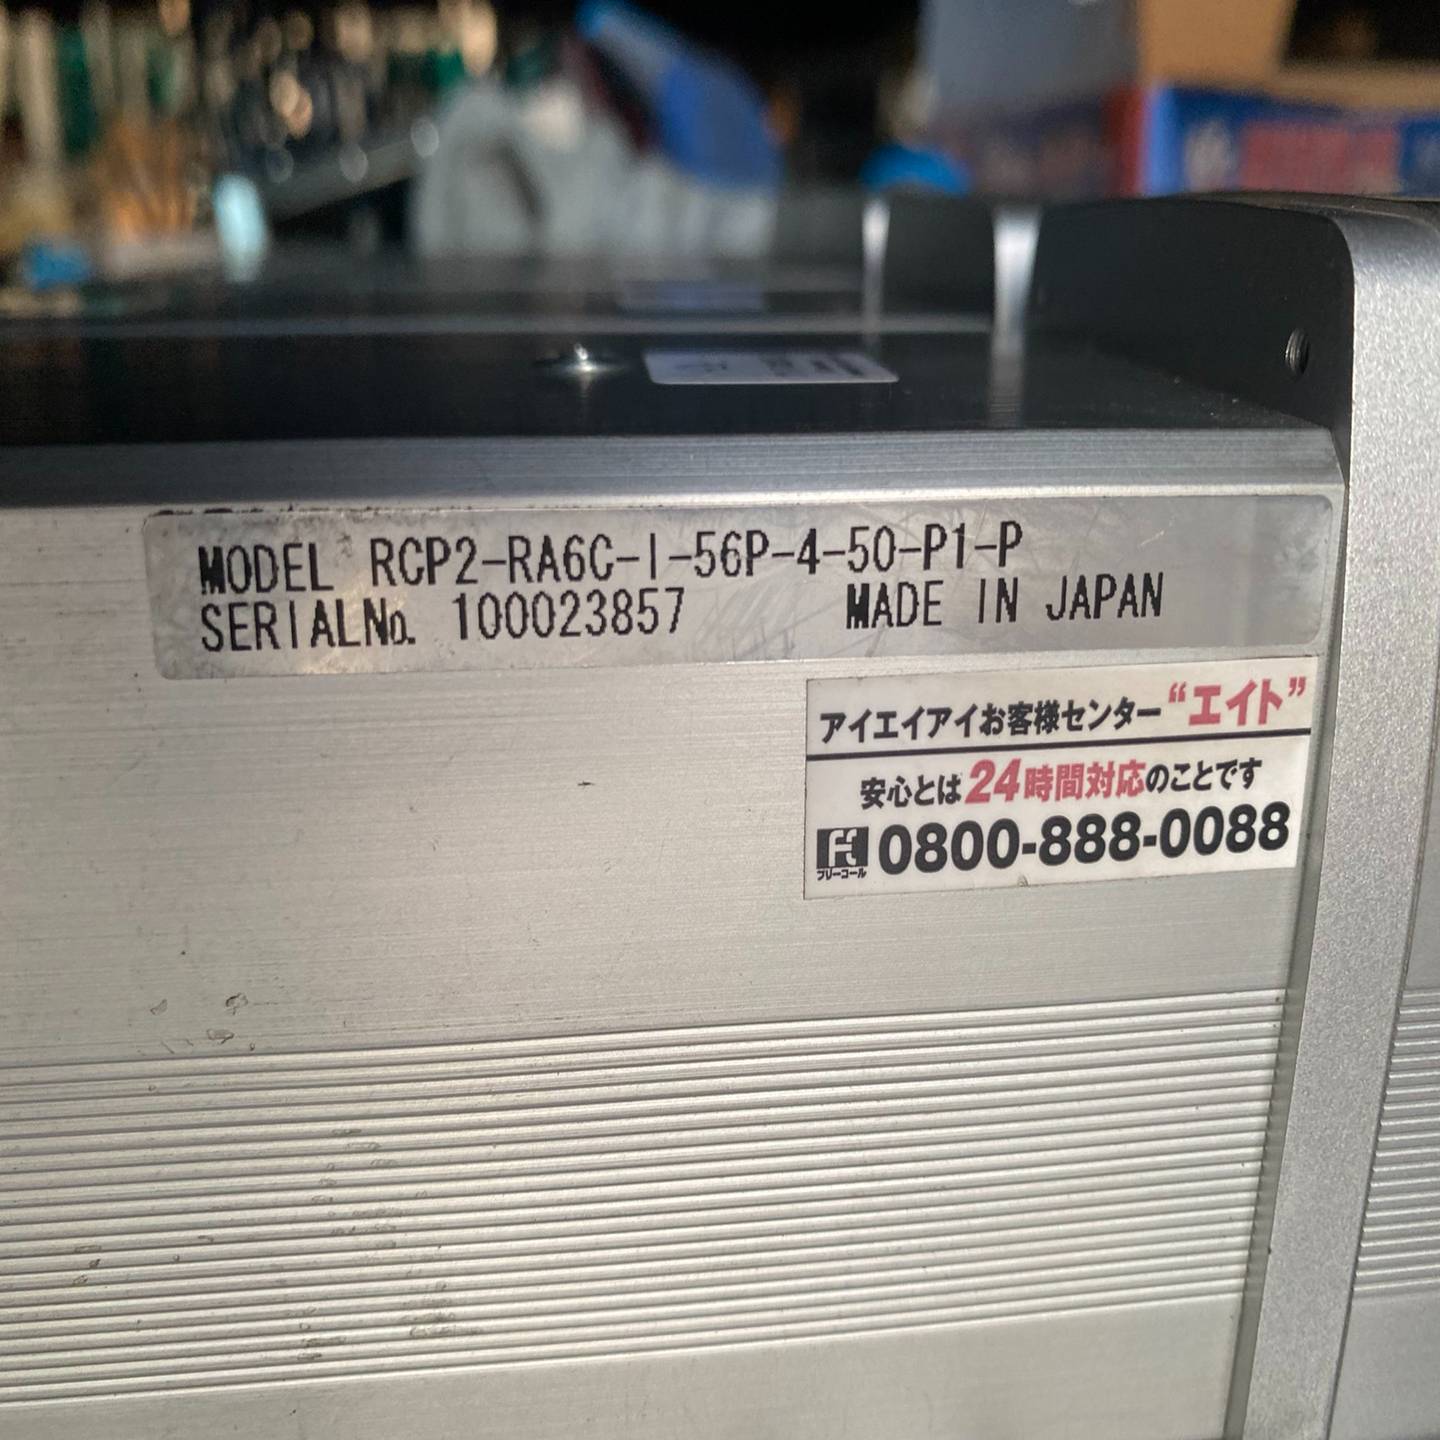 MODEL RCP2-RA6C-I-56P-4-50-P1-P
SERIALNo. 100023857 MADE IN JAPAN
アイエイアイお客様センター“エイト”
安心とは24時間対応のことです
フリーコール 0800-888-0088